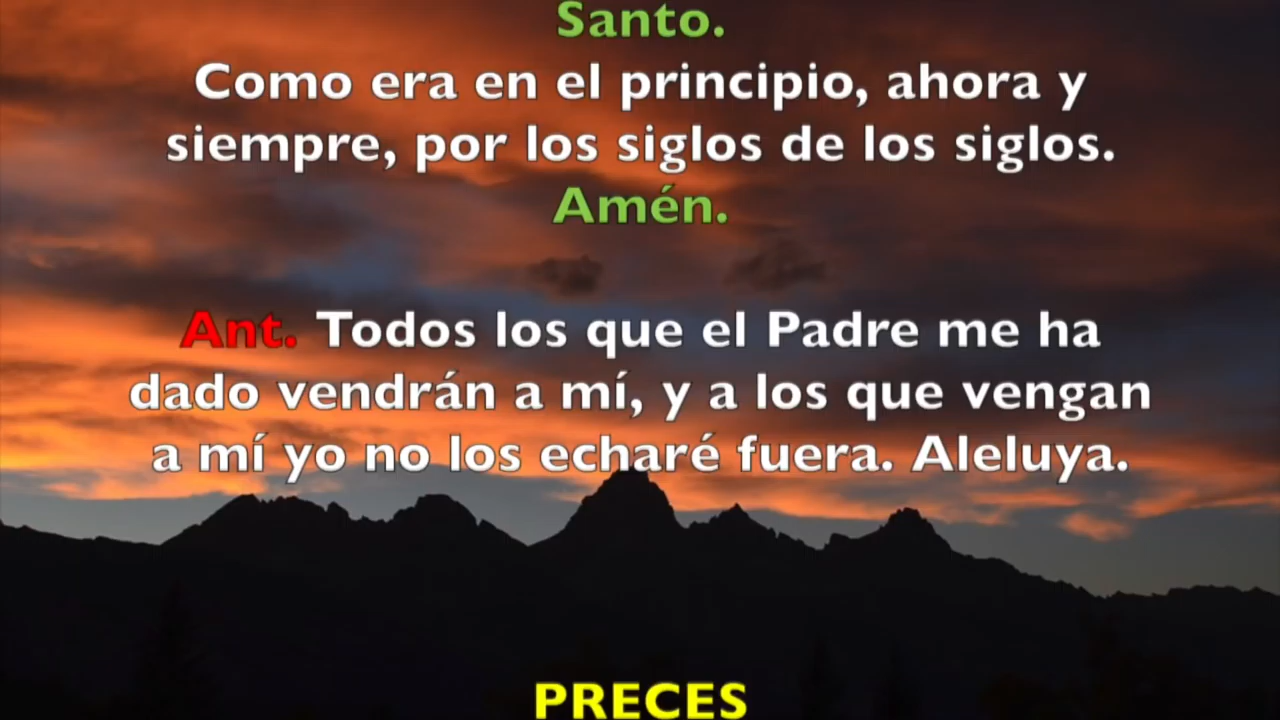 Santo.
Como era en el principio, ahora y
siempre, por los siglos de los siglos.
Amén.
Ant. Todos los que el Padre me ha
dado vendrán a mí, y a los que vengan
a mí yo no los echaré fuera. Aleluya.
PRECES